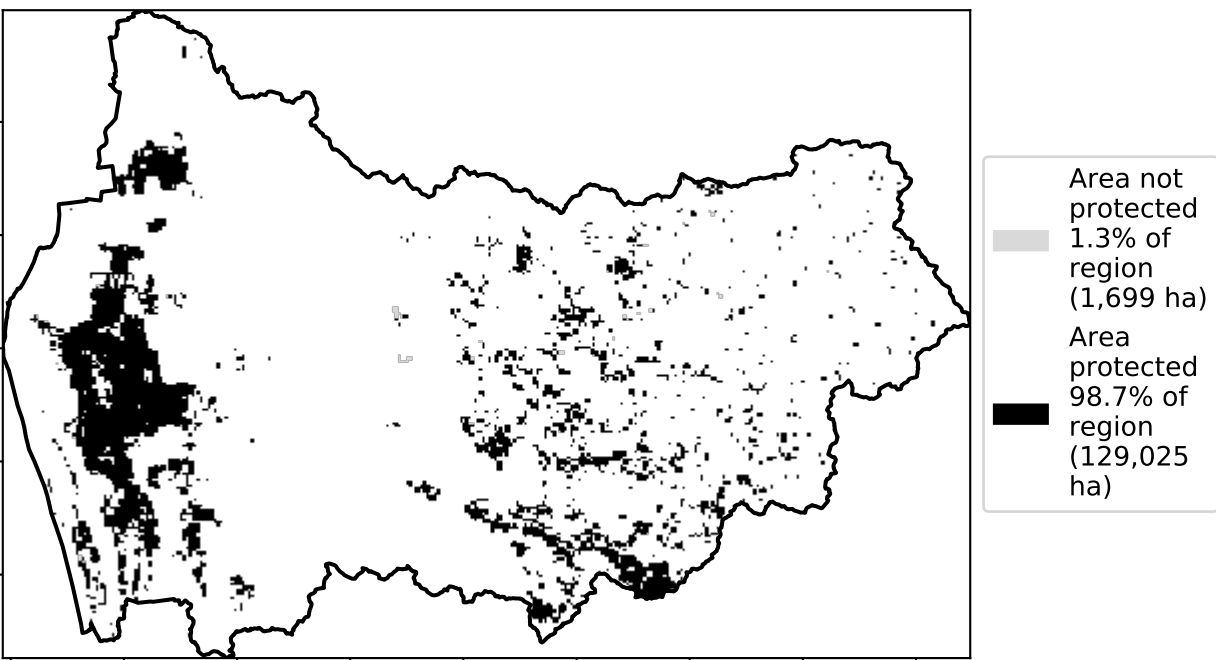 Area not
protected
1.3% of
region
(1,699 ha)
Area
protected
98.7% of
region
(129,025
ha)